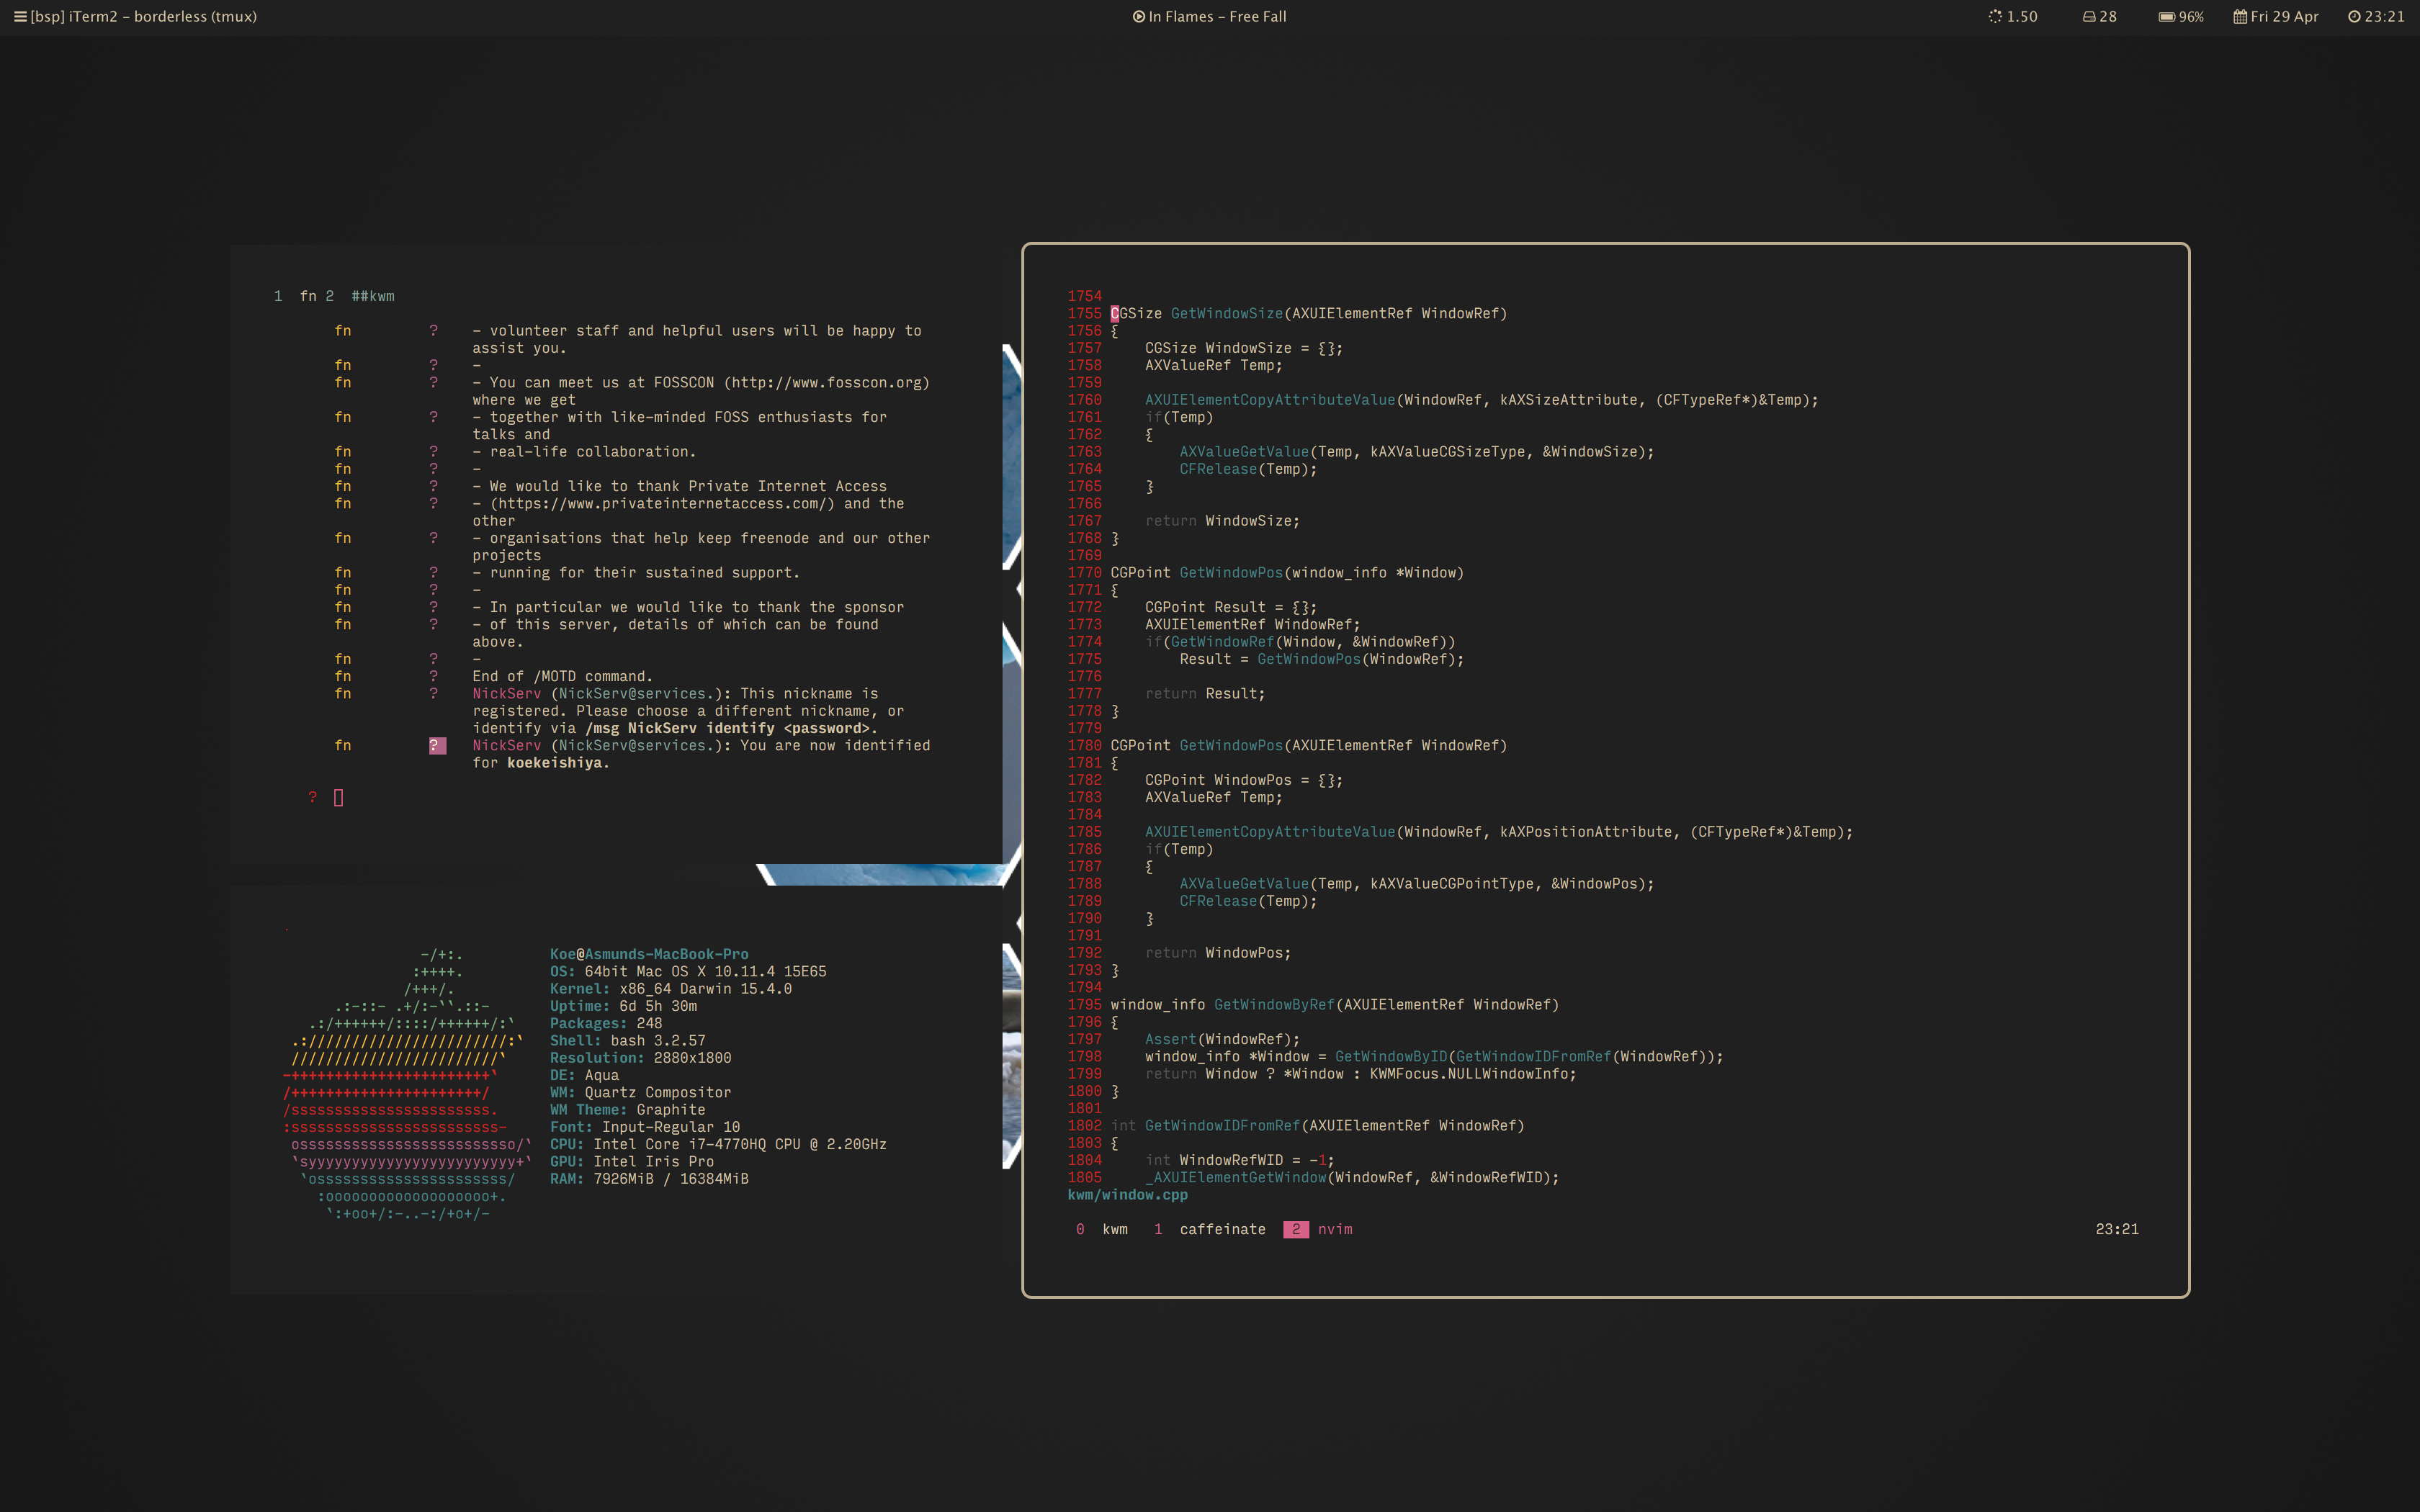 [bsp] iTerm2 - borderless (tmux)
In Flames - Free Fall
1.50
28
96%
Fri 29 Apr
23:21
1 fn 2 ##kwm
fn ? - volunteer staff and helpful users will be happy to
assist you.
fn ? -
fn ? - You can meet us at FOSSCON (http://www.fosscon.org)
where we get
fn ? - together with like-minded FOSS enthusiasts for
talks and
fn ? - real-life collaboration.
fn ? -
fn ? - We would like to thank Private Internet Access
fn ? - (https://www.privateinternetaccess.com/) and the
other
fn ? - organisations that help keep freenode and our other
projects
fn ? - running for their sustained support.
fn ? -
fn ? - In particular we would like to thank the sponsor
fn ? - of this server, details of which can be found
above.
fn ? -
fn ? End of /MOTD command.
fn ? NickServ (NickServ@services.): This nickname is
registered. Please choose a different nickname, or
identify via /msg NickServ identify <password>.
fn ? NickServ (NickServ@services.): You are now identified
for koekeishiya.
?
-/+:.
:++++.
/+++/.
.:-::- .+/:-``.::-
.:/++++++/::::/++++++/:`
.:///////////////////////:`
////////////////////////`
-+++++++++++++++++++++++`
/++++++++++++++++++++++/
/sssssssssssssssssssssss.
:ssssssssssssssssssssssss-
osssssssssssssssssssssssso/`
`syyyyyyyyyyyyyyyyyyyyyyyy+`
`ossssssssssssssssssssss/
:ooooooooooooooooooo+.
`:+oo+/:-..-:/+o+/-
Koe@Asmunds-MacBook-Pro
OS: 64bit Mac OS X 10.11.4 15E65
Kernel: x86_64 Darwin 15.4.0
Uptime: 6d 5h 30m
Packages: 248
Shell: bash 3.2.57
Resolution: 2880x1800
DE: Aqua
WM: Quartz Compositor
WM Theme: Graphite
Font: Input-Regular 10
CPU: Intel Core i7-4770HQ CPU @ 2.20GHz
GPU: Intel Iris Pro
RAM: 7926MiB / 16384MiB
1754
1755 CGSize GetWindowSize(AXUIElementRef WindowRef)
1756 {
1757     CGSize WindowSize = {};
1758     AXValueRef Temp;
1759
1760     AXUIElementCopyAttributeValue(WindowRef, kAXSizeAttribute, (CFTypeRef*)&Temp);
1761     if(Temp)
1762     {
1763         AXValueGetValue(Temp, kAXValueCGSizeType, &WindowSize);
1764         CFRelease(Temp);
1765     }
1766
1767     return WindowSize;
1768 }
1769
1770 CGPoint GetWindowPos(window_info *Window)
1771 {
1772     CGPoint Result = {};
1773     AXUIElementRef WindowRef;
1774     if(GetWindowRef(Window, &WindowRef))
1775         Result = GetWindowPos(WindowRef);
1776
1777     return Result;
1778 }
1779
1780 CGPoint GetWindowPos(AXUIElementRef WindowRef)
1781 {
1782     CGPoint WindowPos = {};
1783     AXValueRef Temp;
1784
1785     AXUIElementCopyAttributeValue(WindowRef, kAXPositionAttribute, (CFTypeRef*)&Temp);
1786     if(Temp)
1787     {
1788         AXValueGetValue(Temp, kAXValueCGPointType, &WindowPos);
1789         CFRelease(Temp);
1790     }
1791
1792     return WindowPos;
1793 }
1794
1795 window_info GetWindowByRef(AXUIElementRef WindowRef)
1796 {
1797     Assert(WindowRef);
1798     window_info *Window = GetWindowByID(GetWindowIDFromRef(WindowRef));
1799     return Window ? *Window : KWMFocus.NULLWindowInfo;
1800 }
1801
1802 int GetWindowIDFromRef(AXUIElementRef WindowRef)
1803 {
1804     int WindowRefWID = -1;
1805     _AXUIElementGetWindow(WindowRef, &WindowRefWID);
kwm/window.cpp
0 kwm 1 caffeinate 2 nvim 23:21